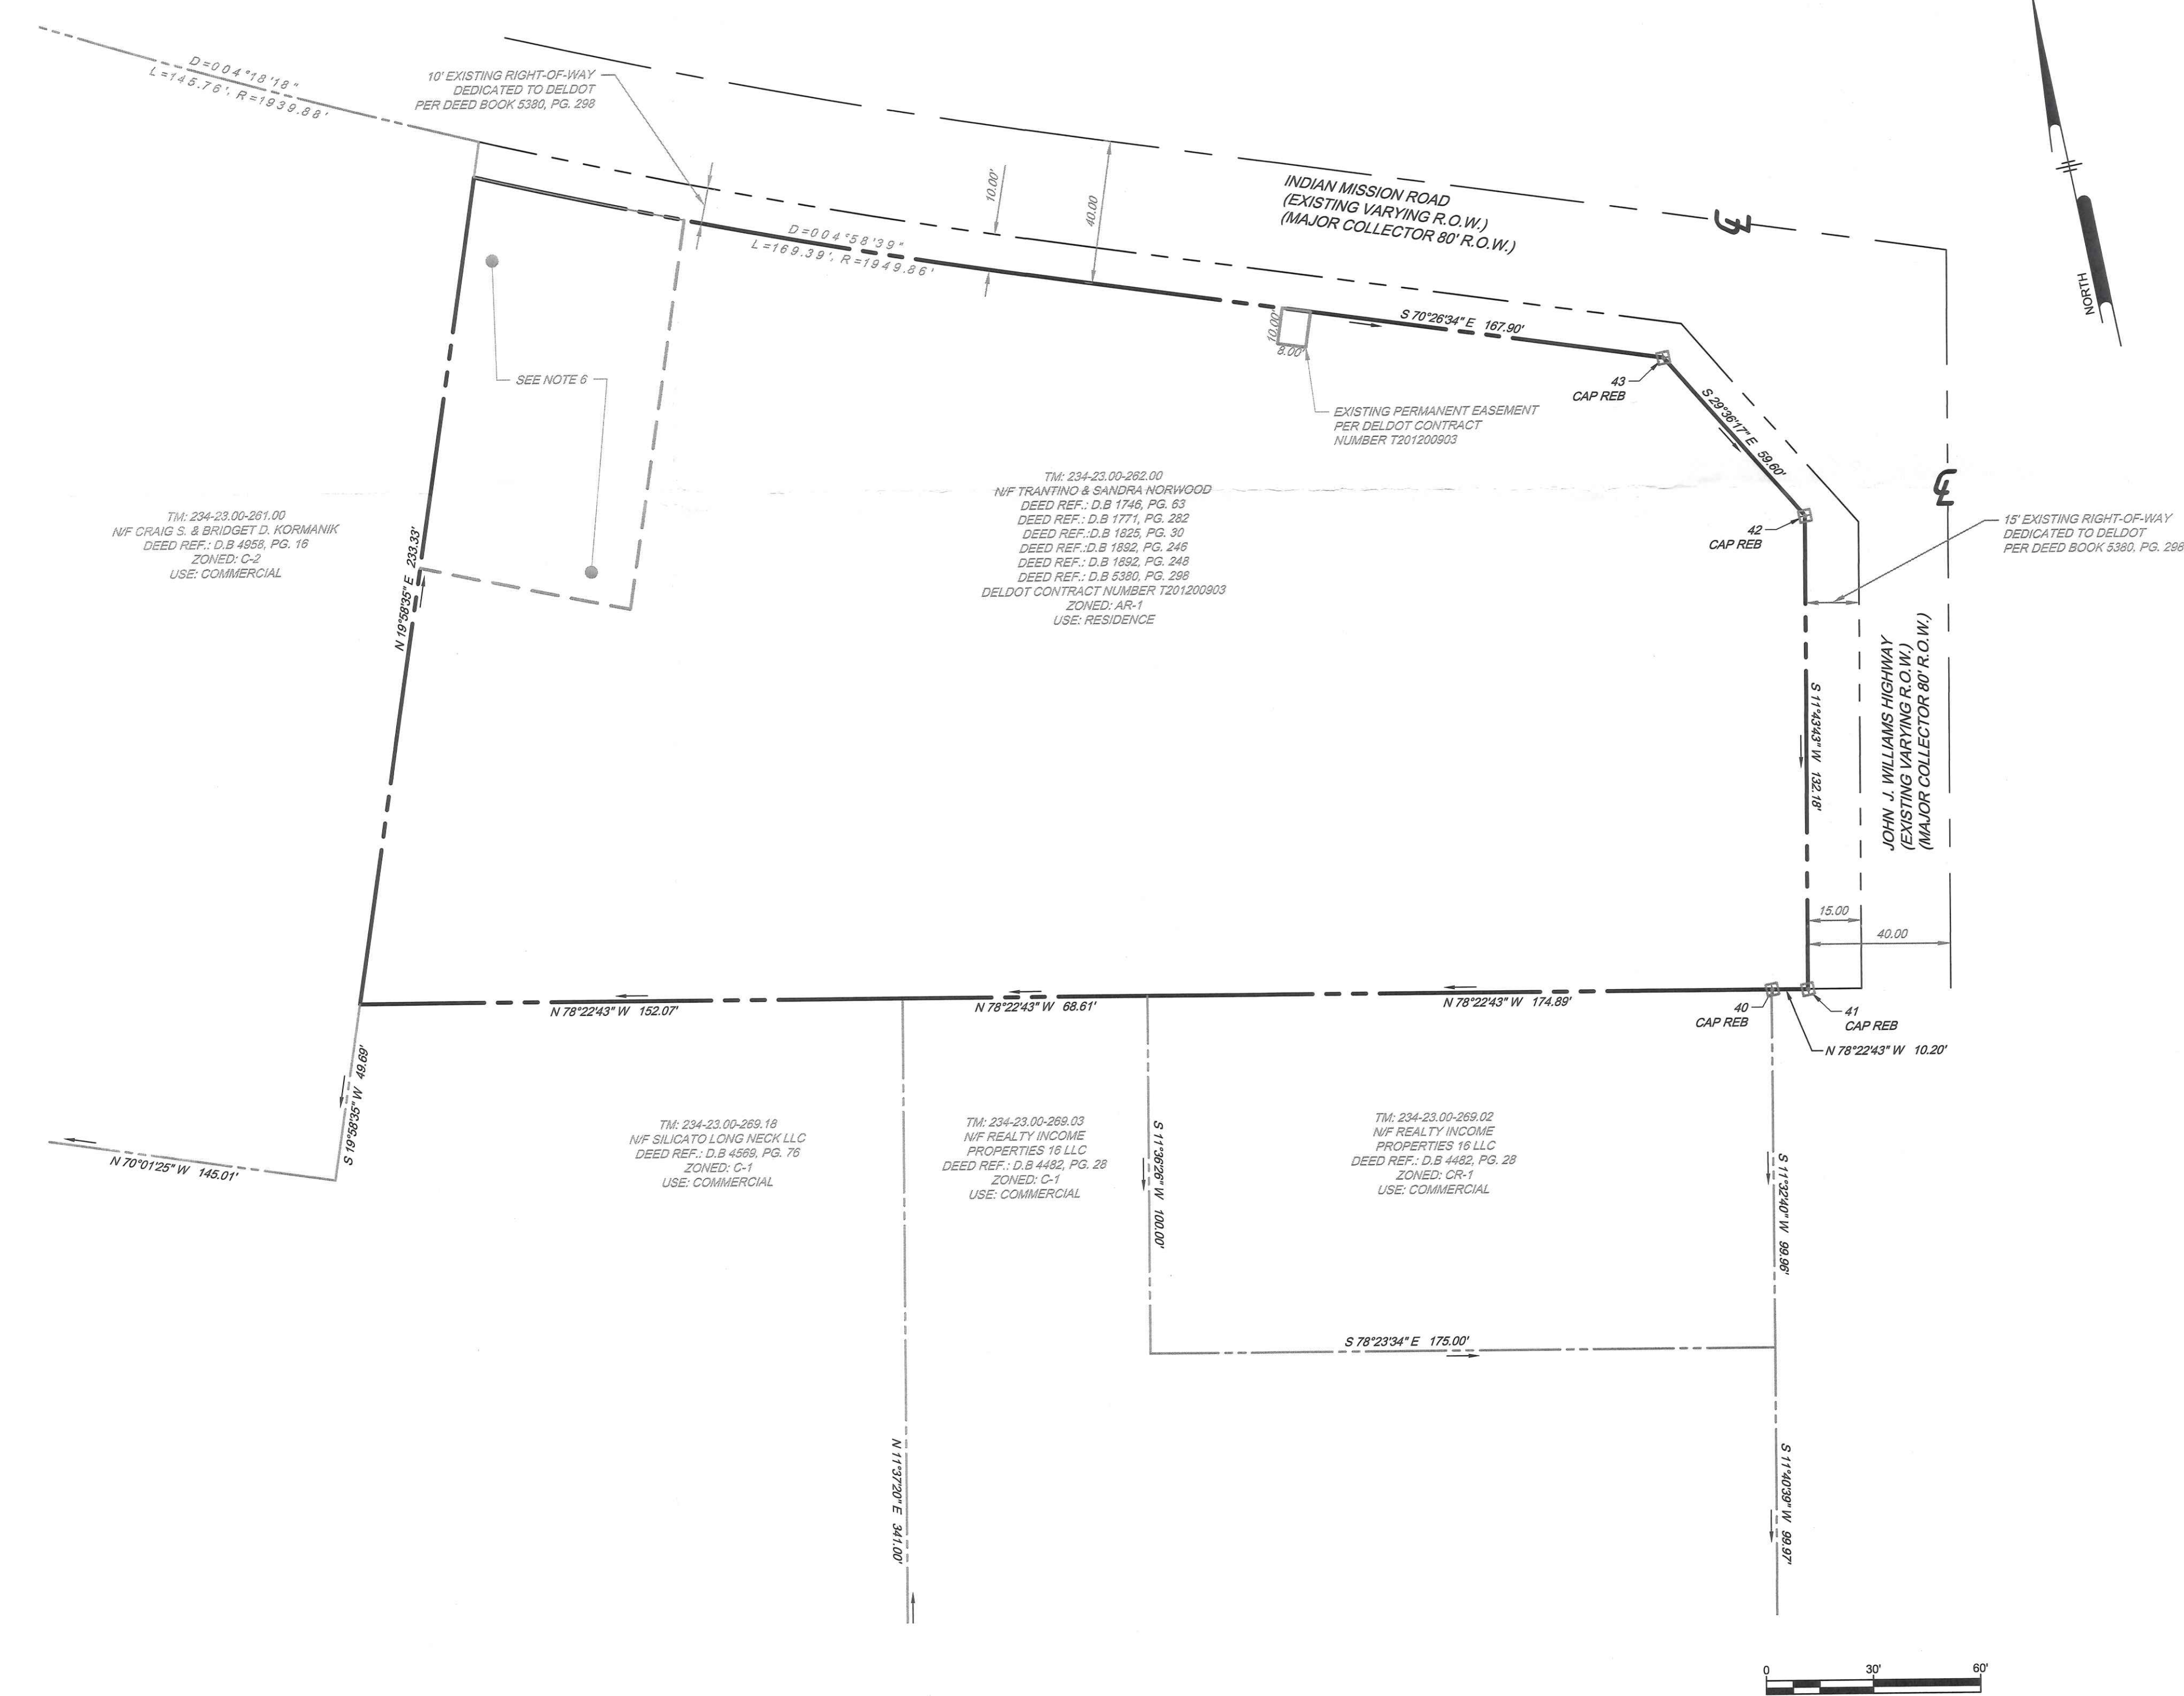 D=004°18'18"
L=145.76', R=1939.88'
10' EXISTING RIGHT-OF-WAY
DEDICATED TO DELDOT
PER DEED BOOK 5380, PG. 298
10.00'
40.00
INDIAN MISSION ROAD
(EXISTING VARYING R.O.W.)
(MAJOR COLLECTOR 80' R.O.W.)
NORTH
D=004°58'39"
L=169.39', R=1949.86'
10.00'
8.00'
S 70°26'34" E 167.90'
SEE NOTE 6
43
CAP REB
S 29°36'17" E 59.60'
EXISTING PERMANENT EASEMENT
PER DELDOT CONTRACT
NUMBER T201200903
TM: 234-23.00-262.00
N/F TRANTINO & SANDRA NORWOOD
DEED REF.: D.B 1746, PG. 63
DEED REF.: D.B 1771, PG. 282
DEED REF.:D.B 1825, PG. 30
DEED REF.:D.B 1892, PG. 246
DEED REF.: D.B 1892, PG. 248
DEED REF.: D.B 5380, PG. 298
DELDOT CONTRACT NUMBER T201200903
ZONED: AR-1
USE: RESIDENCE
TM: 234-23.00-261.00
N/F CRAIG S. & BRIDGET D. KORMANIK
DEED REF.: D.B 4958, PG. 16
ZONED: C-2
USE: COMMERCIAL
N 19°58'35" E 233.33'
42
CAP REB
15' EXISTING RIGHT-OF-WAY
DEDICATED TO DELDOT
PER DEED BOOK 5380, PG. 298
S 11°43'43" W 132.18'
JOHN J. WILLIAMS HIGHWAY
(EXISTING VARYING R.O.W.)
(MAJOR COLLECTOR 80' R.O.W.)
15.00
40.00
N 78°22'43" W 152.07'
N 78°22'43" W 68.61'
N 78°22'43" W 174.89'
40
CAP REB
41
CAP REB
N 78°22'43" W 10.20'
S 19°58'35" W 49.69'
N 70°01'25" W 145.01'
TM: 234-23.00-269.18
N/F SILICATO LONG NECK LLC
DEED REF.: D.B 4569, PG. 76
ZONED: C-1
USE: COMMERCIAL
TM: 234-23.00-269.03
N/F REALTY INCOME
PROPERTIES 16 LLC
DEED REF.: D.B 4482, PG. 28
ZONED: C-1
USE: COMMERCIAL
S 11°36'26" W 100.00'
TM: 234-23.00-269.02
N/F REALTY INCOME
PROPERTIES 16 LLC
DEED REF.: D.B 4482, PG. 28
ZONED: CR-1
USE: COMMERCIAL
S 11°32'40" W 99.96'
S 78°23'34" E 175.00'
N 11°37'20" E 341.00'
S 11°40'39" W 99.97'
0 30' 60'